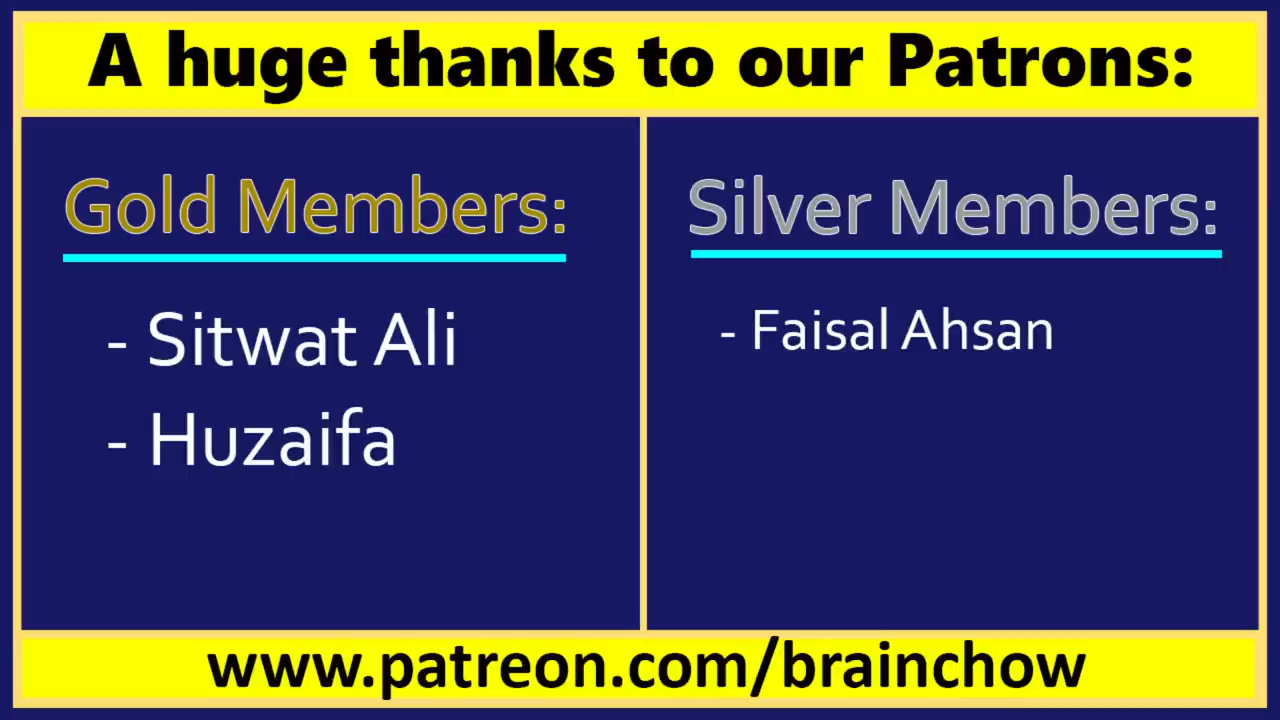 A huge thanks to our Patrons:
Gold Members:
- Sitwat Ali
- Huzaifa
Silver Members:
- Faisal Ahsan
www.patreon.com/brainchow